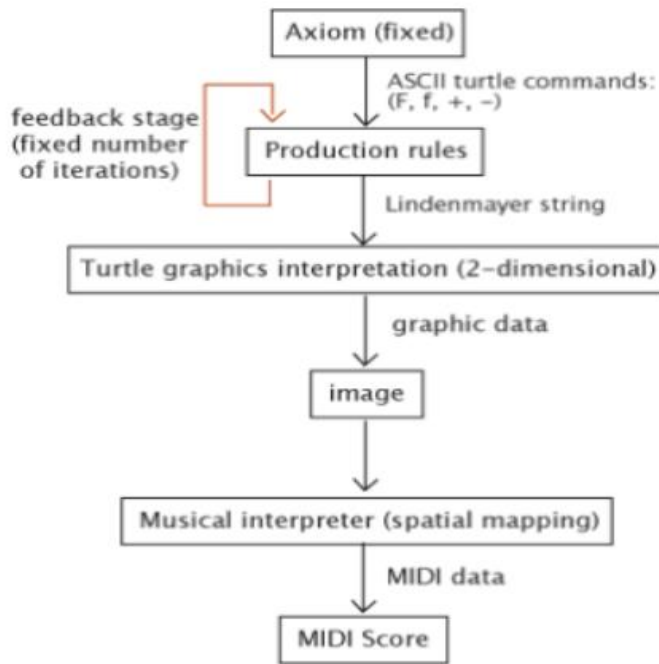 Axiom (fixed)
ASCII turtle commands:
(F, f, +, -)
feedback stage
(fixed number
of iterations)
Production rules
Lindenmayer string
Turtle graphics interpretation (2-dimensional)
graphic data
image
Musical interpreter (spatial mapping)
MIDI data
MIDI Score